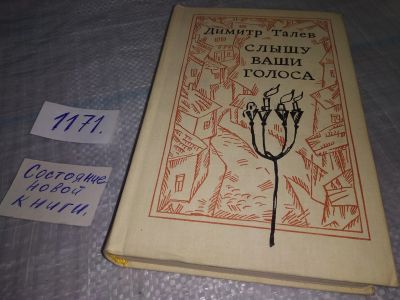 Димитр Талев
СЛЫШУ
ВАШИ
ГОЛОСА
1171.
Состояние
новой
книги.